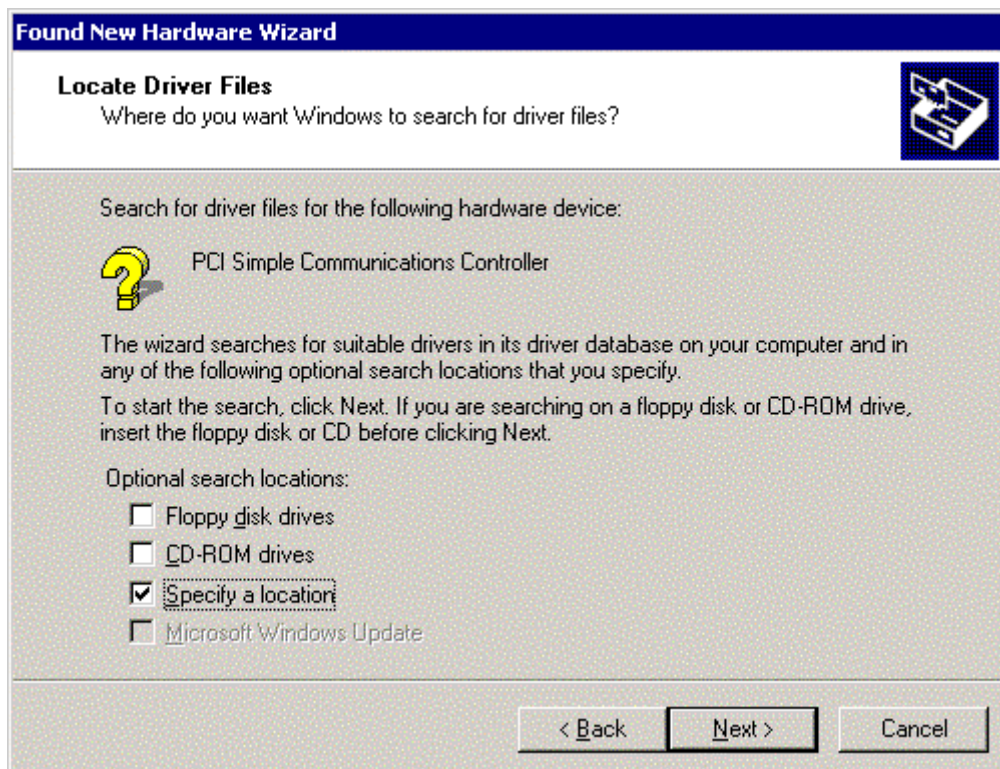 Found New Hardware Wizard
Locate Driver Files
Where do you want Windows to search for driver files?
Search for driver files for the following hardware device:
PCI Simple Communications Controller
The wizard searches for suitable drivers in its driver database on your computer and in
any of the following optional search locations that you specify.
To start the search, click Next. If you are searching on a floppy disk or CD-ROM drive,
insert the floppy disk or CD before clicking Next.
Optional search locations:
Floppy disk drives
CD-ROM drives
Specify a location
Microsoft Windows Update
< Back Next > Cancel